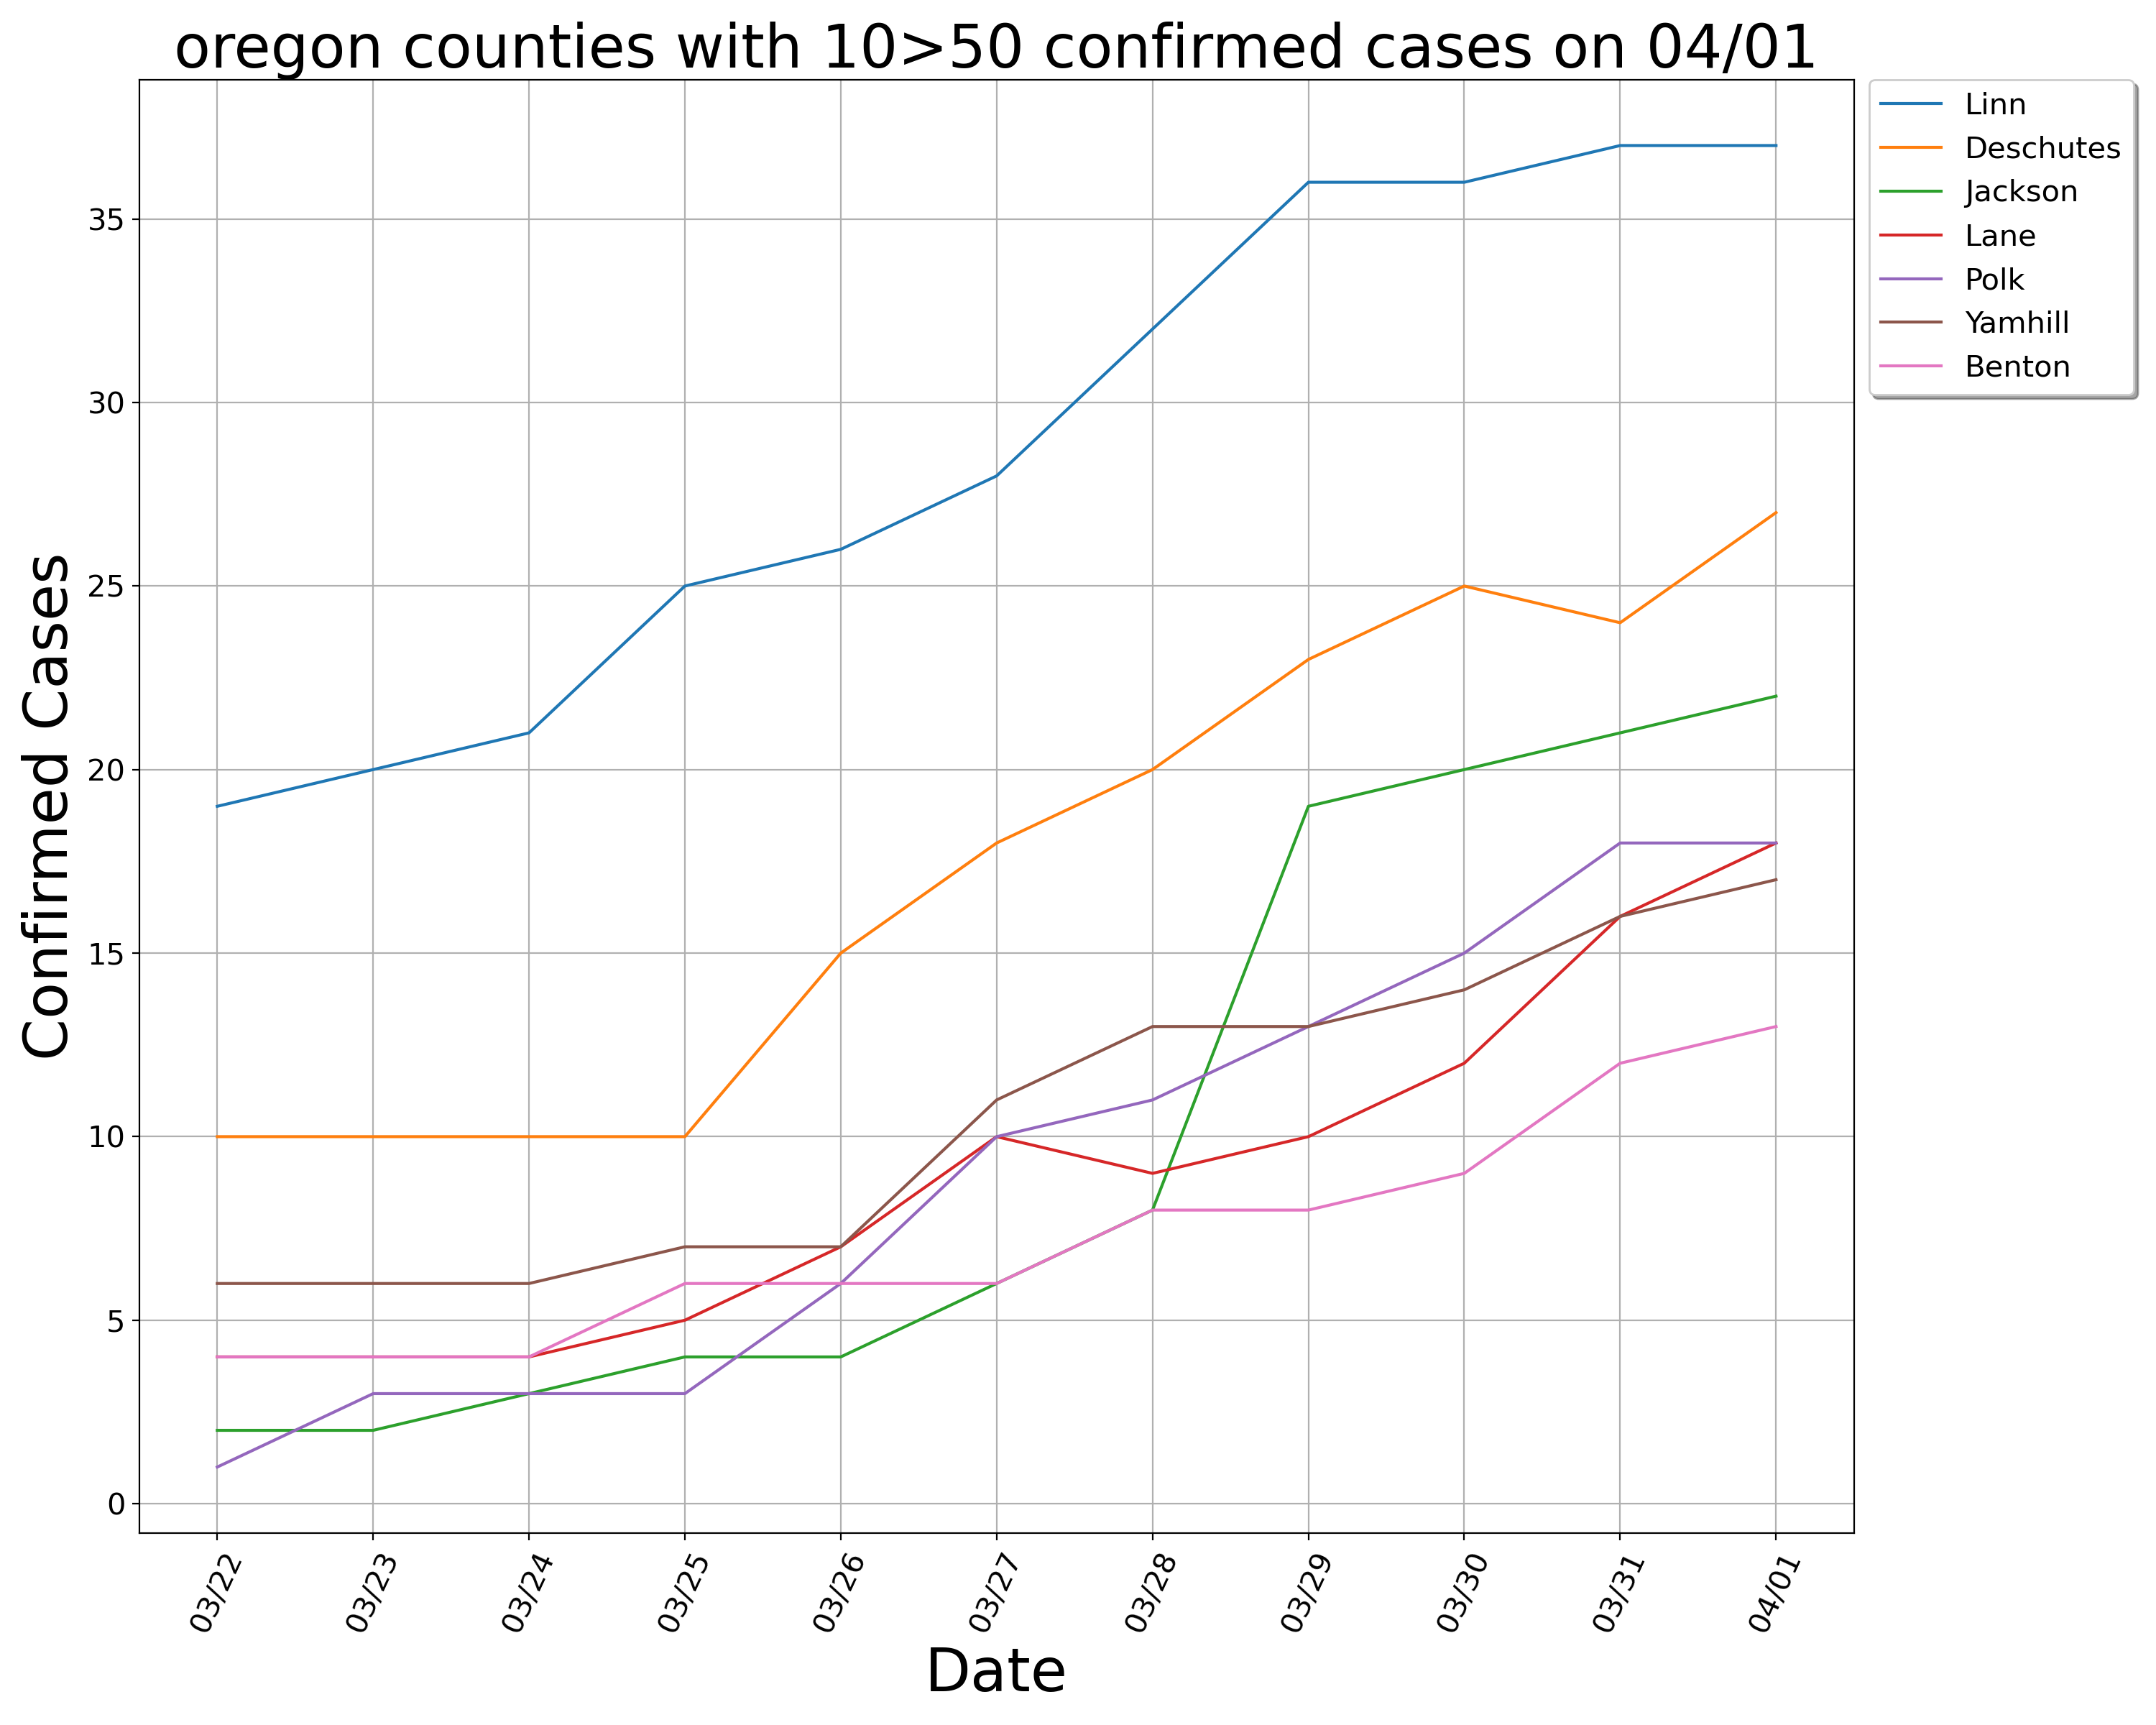 oregon counties with 10>50 confirmed cases on 04/01
Linn
Deschutes
Jackson
Lane
Polk
Yamhill
Benton
Confirmed Cases
35
30
25
20
15
10
5
0
03/22
03/23
03/24
03/25
03/26
03/27
03/28
03/29
03/30
03/31
04/01
Date